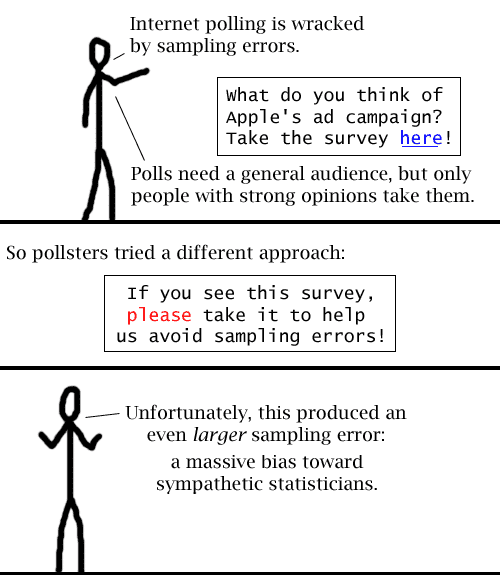 Internet polling is wracked
by sampling errors.
What do you think of
Apple's ad campaign?
Take the survey here!
Polls need a general audience, but only
people with strong opinions take them.
So pollsters tried a different approach:
If you see this survey,
please take it to help
us avoid sampling errors!
Unfortunately, this produced an
even larger sampling error:
a massive bias toward
sympathetic statisticians.